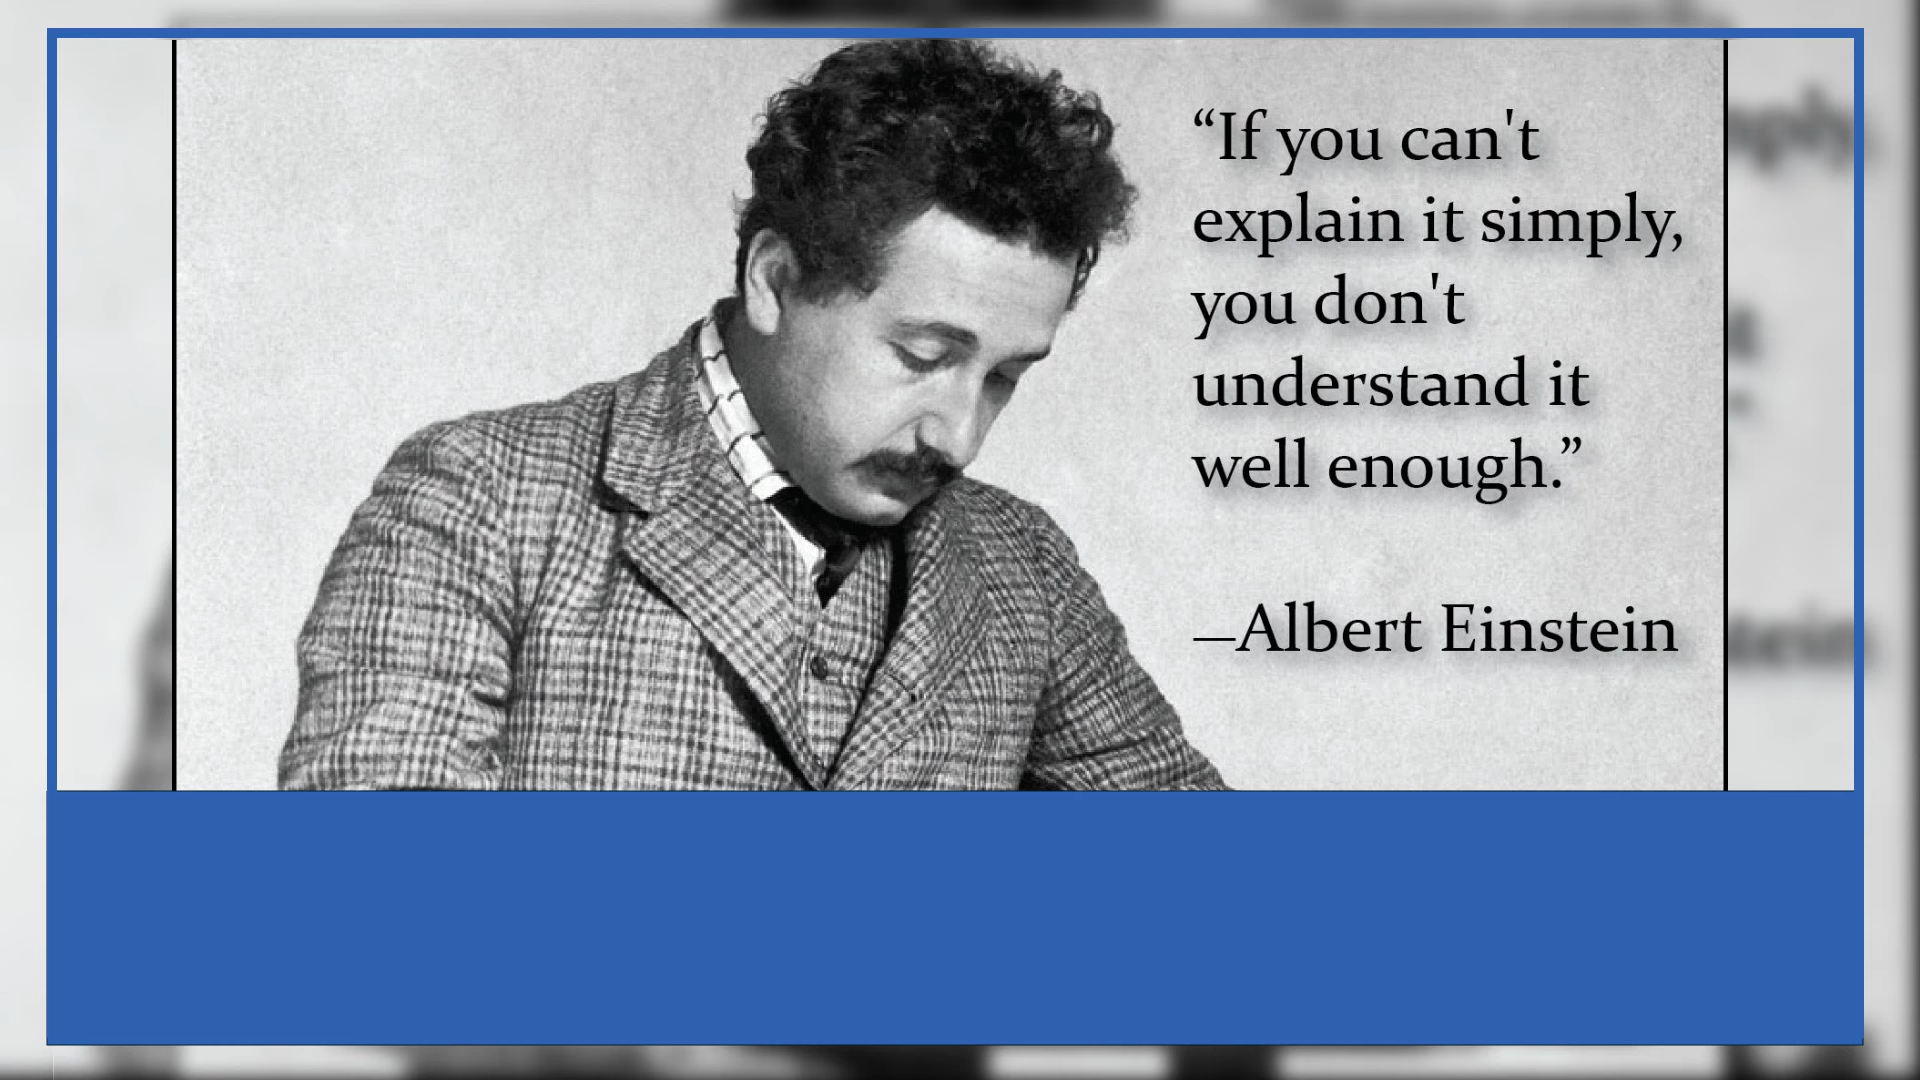 “If you can't
explain it simply,
you don't
understand it
well enough.”
—Albert Einstein